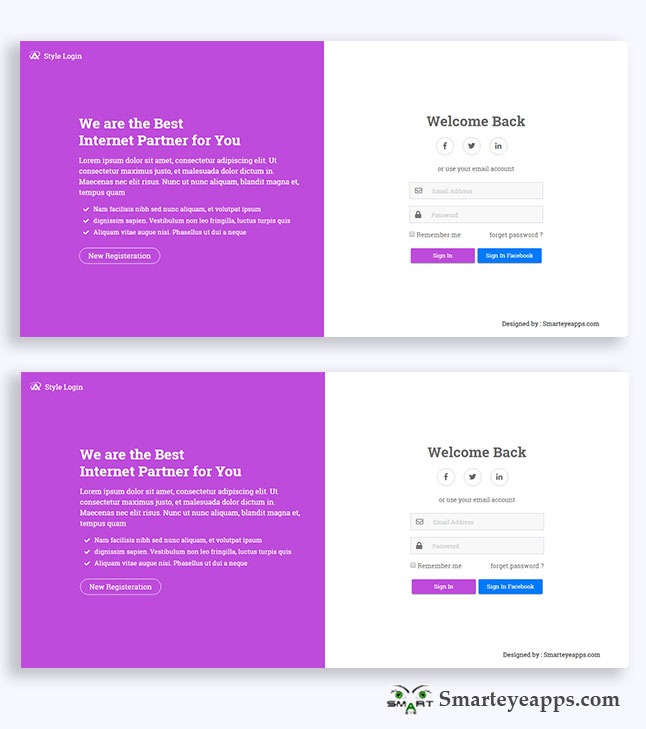 Style Login
We are the Best
Internet Partner for You
Lorem ipsum dolor sit amet, consectetur adipiscing elit. Ut
consectetur maximus justo, et malesuada dolor dictum in.
Maecenas nec elit risus. Nunc ut nunc aliquam, blandit magna et,
tempus quam
Nam facilisis nibh sed nunc aliquam, et volutpat ipsum
dignissim sapien. Vestibulum non leo fringilla, luctus turpis quis
Aliquam vitae augue nisi. Phasellus ut dui a neque
New Registeration
Welcome Back
or use your email account
Email Address
Password
Remember me forget password ?
Sign In Sign In Facebook
Designed by : Smarteyeapps.com
Style Login
We are the Best
Internet Partner for You
Lorem ipsum dolor sit amet, consectetur adipiscing elit. Ut
consectetur maximus justo, et malesuada dolor dictum in.
Maecenas nec elit risus. Nunc ut nunc aliquam, blandit magna et,
tempus quam
Nam facilisis nibh sed nunc aliquam, et volutpat ipsum
dignissim sapien. Vestibulum non leo fringilla, luctus turpis quis
Aliquam vitae augue nisi. Phasellus ut dui a neque
New Registeration
Welcome Back
or use your email account
Email Address
Password
Remember me forget password ?
Sign In Sign In Facebook
Designed by : Smarteyeapps.com
SMART Smarteyeapps.com